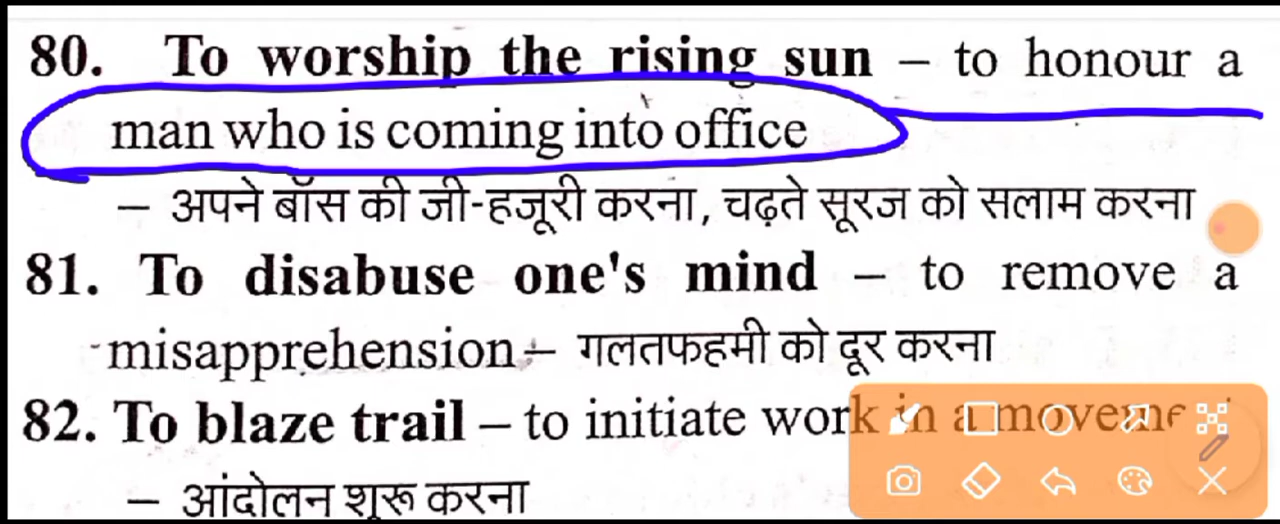 80. To worship the rising sun – to honour a
man who is coming into office
– अपने बॉस की जी-हजूरी करना, चढ़ते सूरज को सलाम करना
81. To disabuse one's mind – to remove a
misapprehension – गलतफहमी को दूर करना
82. To blaze trail – to initiate work in a
– आंदोलन शुरू करना